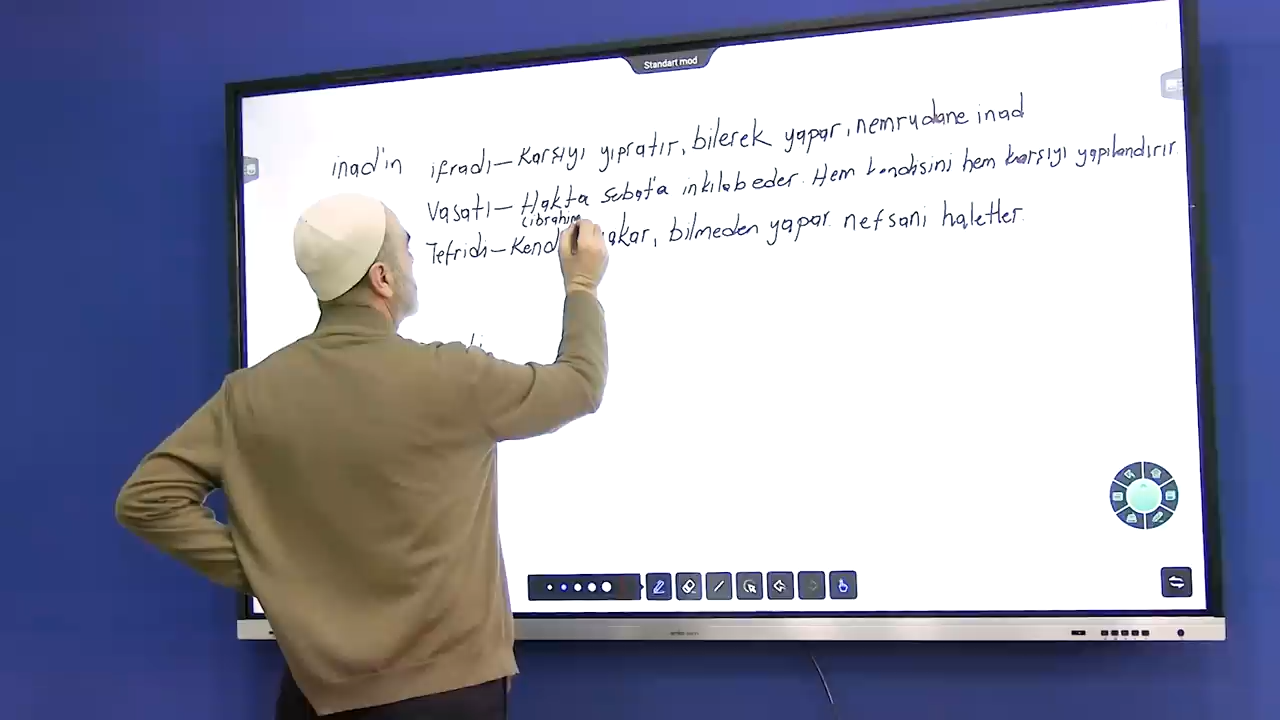 Standart mod
inad'ın ifradı – Karşıyı yıpratır, bilerek yapar, nemrudane inad
Vasatı – Hakta sebat'a inkılab eder. Hem kendisini hem karşıyı yapılandırır.
(ibrahim
Tefridi – Kend yakar, bilmeden yapar. nefsani haletler.